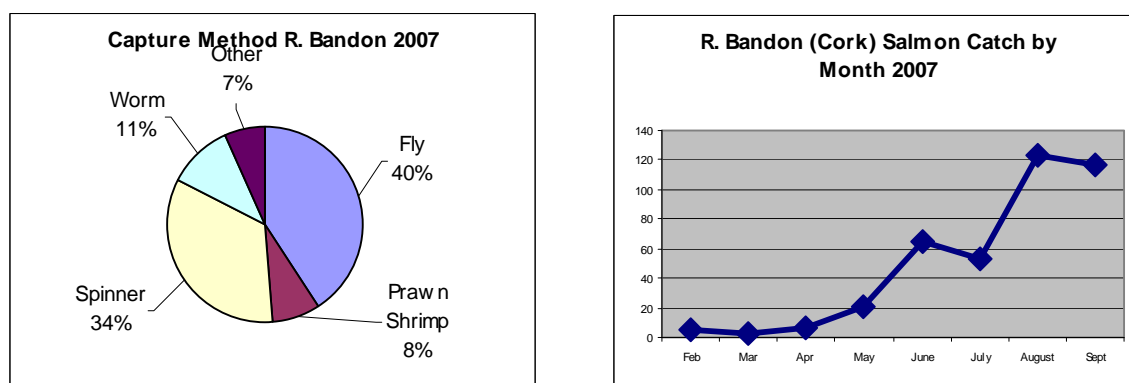 Capture Method R. Bandon 2007
Other
7%
Worm
11%
Fly
40%
Spinner
34%
Prawn
Shrimp
8%
R. Bandon (Cork) Salmon Catch by
Month 2007
140
120
100
80
60
40
20
0
Feb Mar Apr May June July August Sept